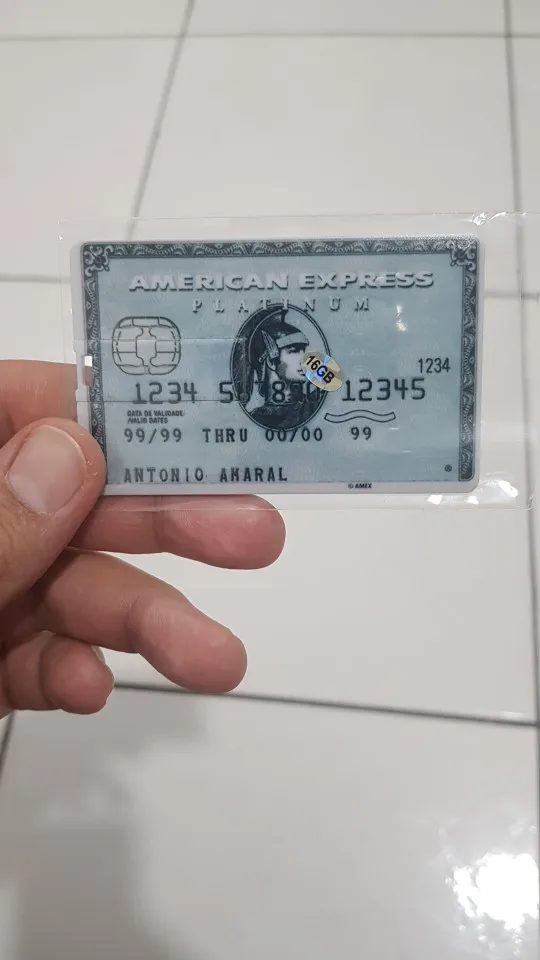 AMERICAN EXPRESS
PLATINUM
16GB
1234
1234 12345
DATA DE VALIDADE
/VALID DATES
99/99 THRU 00/00 99
ANTONIO AMARAL
© AMEX